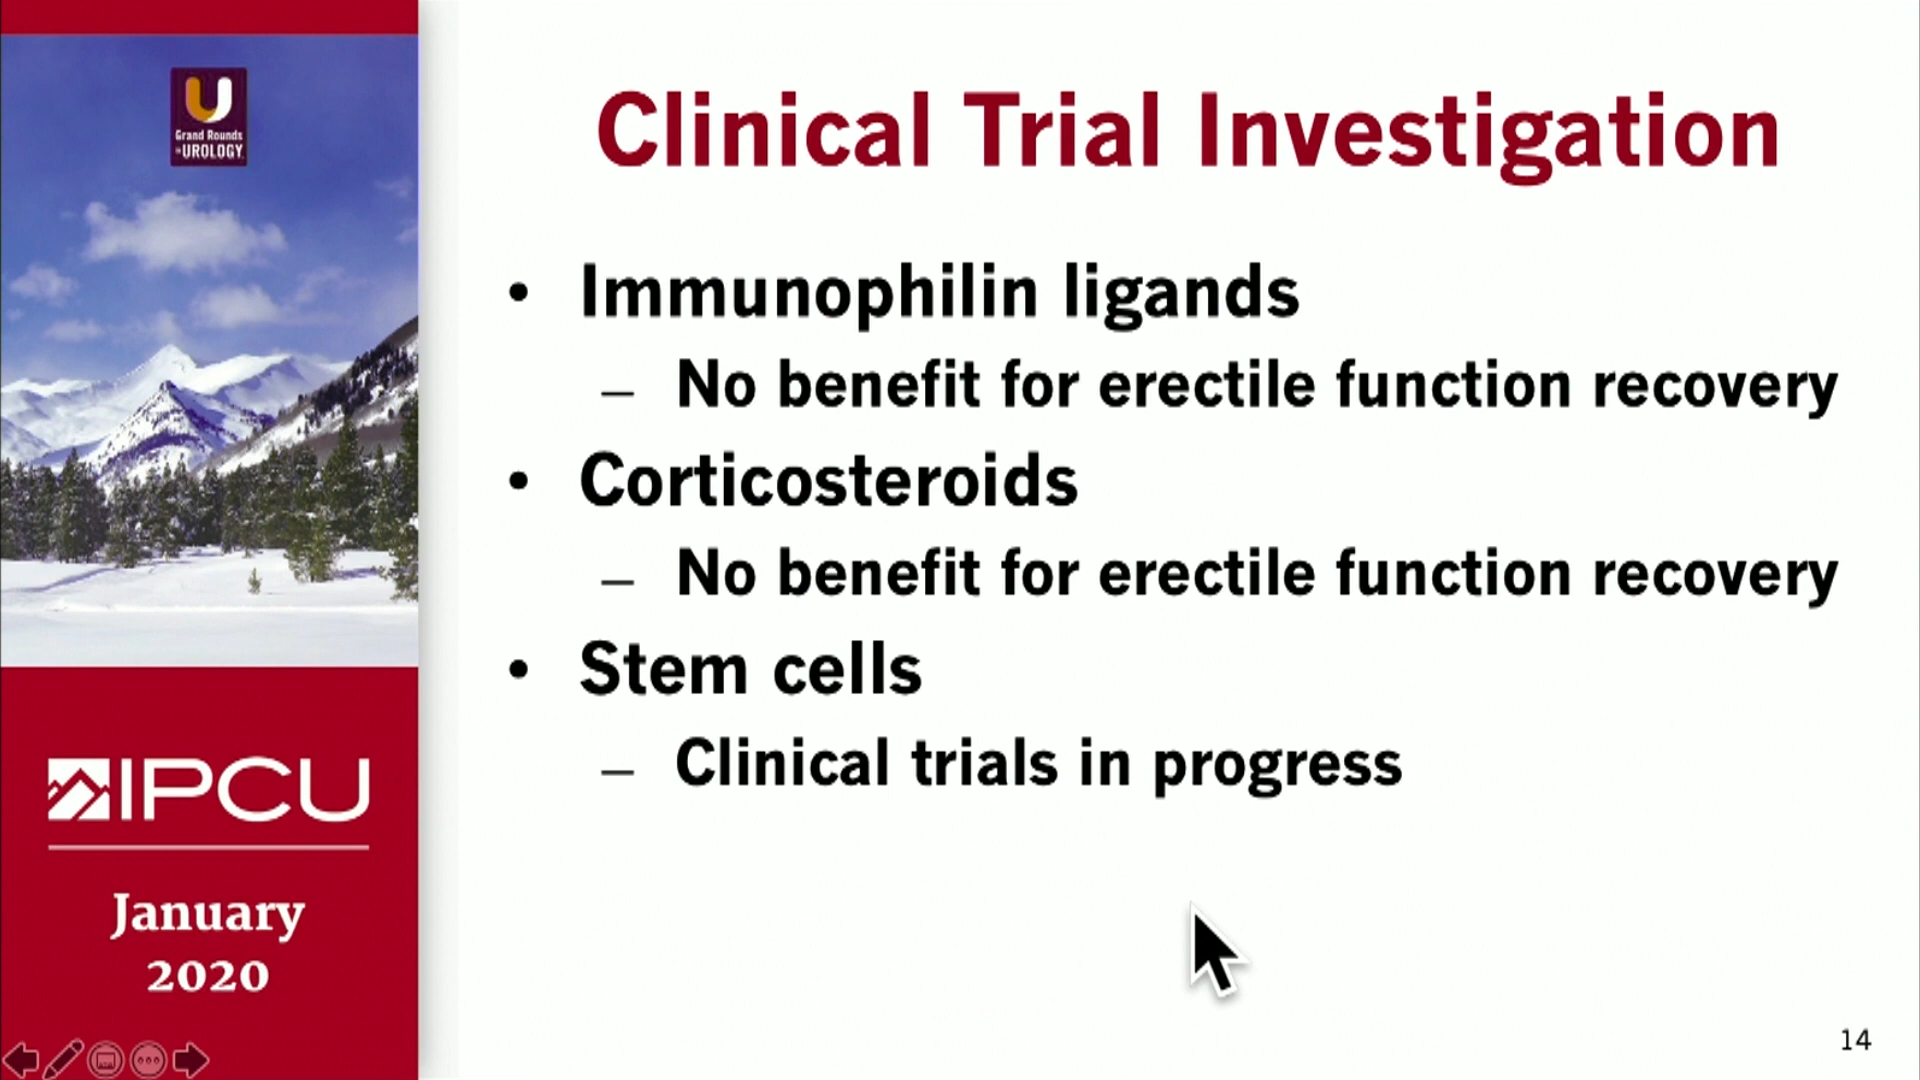 Grand Rounds
in UROLOGY
IPCU
January
2020
Clinical Trial Investigation
• Immunophilin ligands
– No benefit for erectile function recovery
• Corticosteroids
– No benefit for erectile function recovery
• Stem cells
– Clinical trials in progress
14